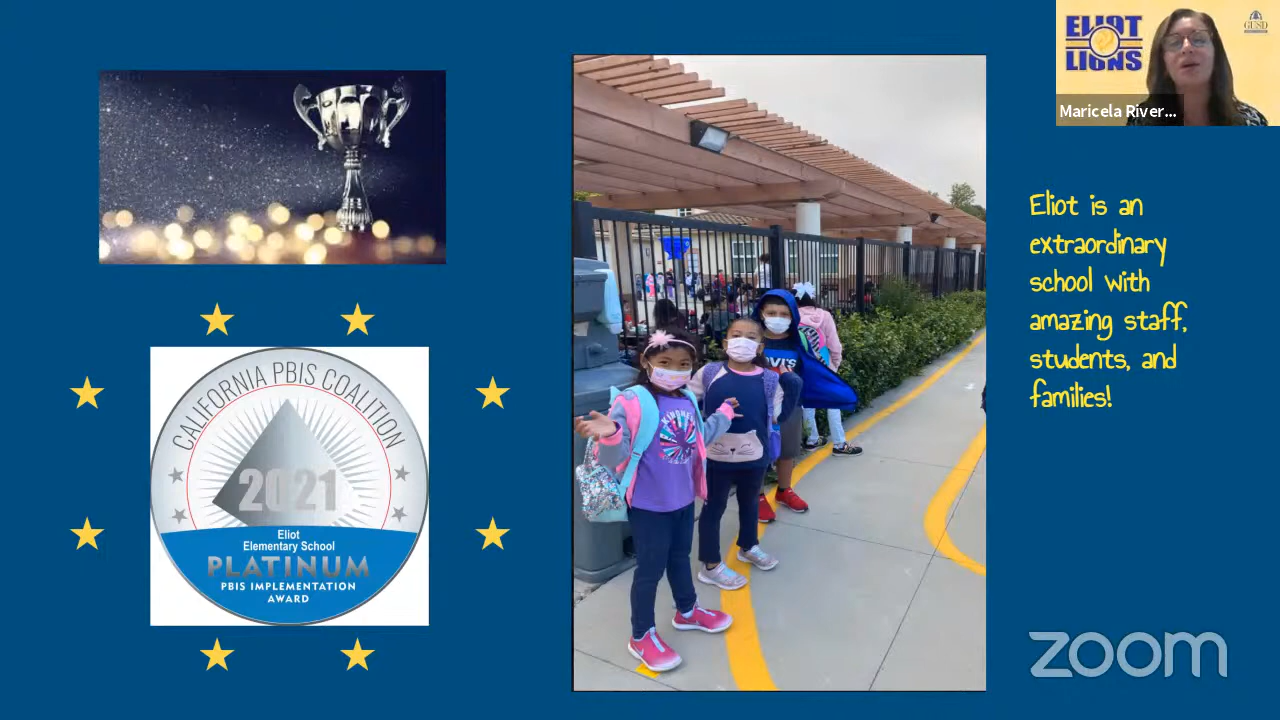 ELIOT
LIONS
GUSD
Maricela River...
Eliot is an
extraordinary
school with
amazing staff,
students, and
families!
CALIFORNIA PBIS COALITION
2021
Eliot
Elementary School
PLATINUM
PBIS IMPLEMENTATION
AWARD
zoom